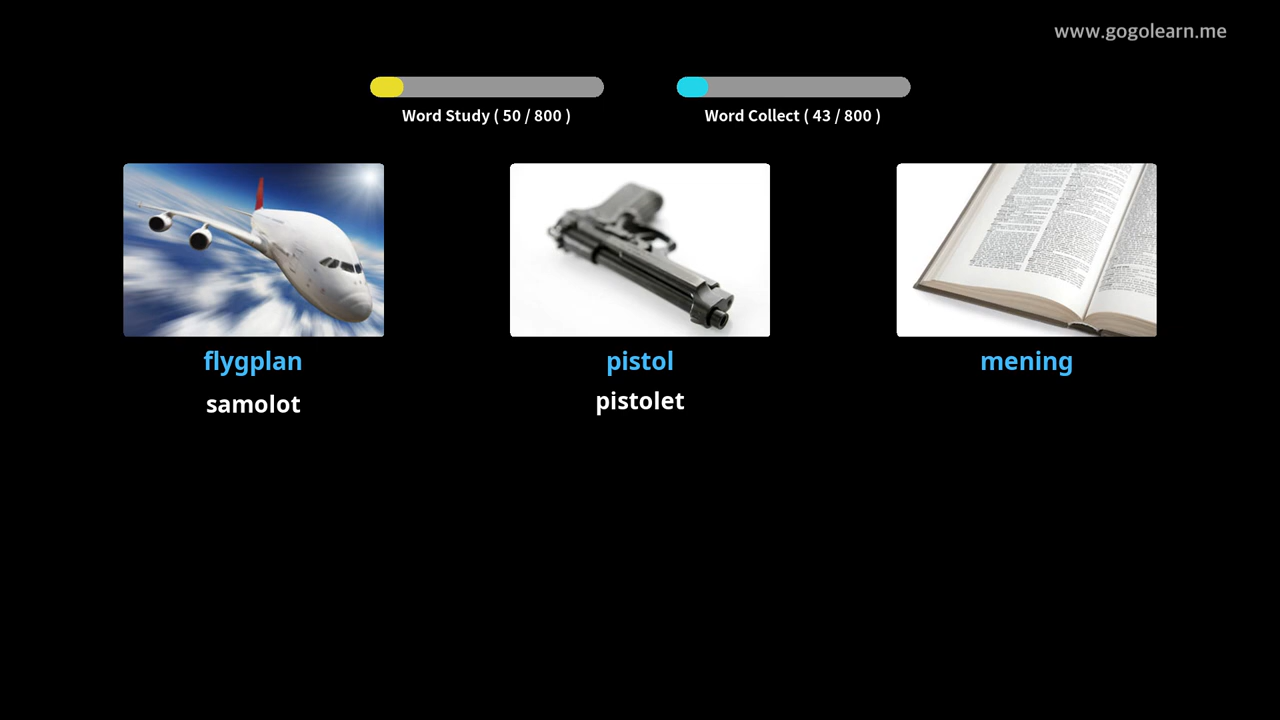 www.gogolearn.me
Word Study ( 50 / 800 )
Word Collect ( 43 / 800 )
flygplan
pistol
mening
samolot
pistolet